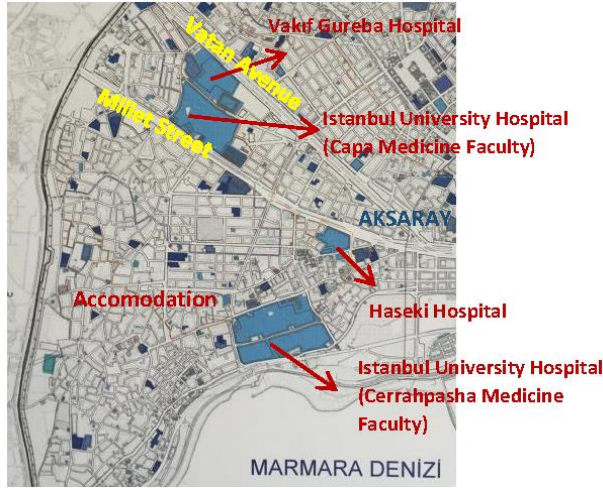 Vakıf Gureba Hospital
Vatan Avenue
Millet Street
Istanbul University Hospital
(Capa Medicine Faculty)
AKSARAY
Accomodation
Haseki Hospital
Istanbul University Hospital
(Cerrahpasha Medicine
Faculty)
MARMARA DENİZİ